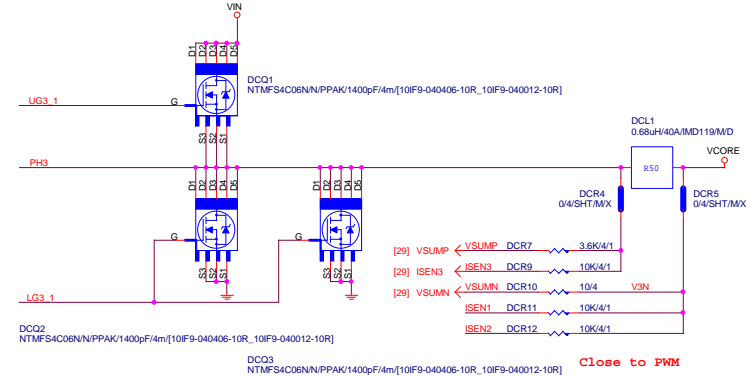 VIN
D1 D2 D3 D4 D5
DCQ1
NTMFS4C06N/N/PPAK/1400pF/4m/[10IF9-040406-10R_10IF9-040012-10R]
UG3_1
G
S3 S2 S1
DCL1
0.68uH/40A/IMD119/M/D
VCORE
PH3
R50
D1 D2 D3 D4 D5
D1 D2 D3 D4 D5
DCR4
0/4/SHT/M/X
DCR5
0/4/SHT/M/X
G
G
[29] VSUMP VSUMP DCR7 3.6K/4/1
[29] ISEN3 ISEN3 DCR9 10K/4/1
S3 S2 S1
S3 S2 S1
[29] VSUMN VSUMN DCR10 10/4 V3N
LG3_1
ISEN1 DCR11 10K/4/1
ISEN2 DCR12 10K/4/1
DCQ2
NTMFS4C06N/N/PPAK/1400pF/4m/[10IF9-040406-10R_10IF9-040012-10R]
DCQ3
NTMFS4C06N/N/PPAK/1400pF/4m/[10IF9-040406-10R_10IF9-040012-10R]
Close to PWM